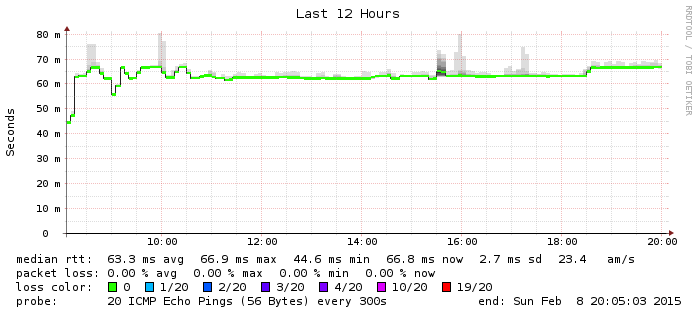 Last 12 Hours
RRDTOOL / TOBI OETIKER
Seconds
80 m
70 m
60 m
50 m
40 m
30 m
20 m
10 m
0
10:00 12:00 14:00 16:00 18:00 20:00
median rtt: 63.3 ms avg 66.9 ms max 44.6 ms min 66.8 ms now 2.7 ms sd 23.4 am/s
packet loss: 0.00 % avg 0.00 % max 0.00 % min 0.00 % now
loss color: 0 1/20 2/20 3/20 4/20 10/20 19/20
probe: 20 ICMP Echo Pings (56 Bytes) every 300s end: Sun Feb 8 20:05:03 2015